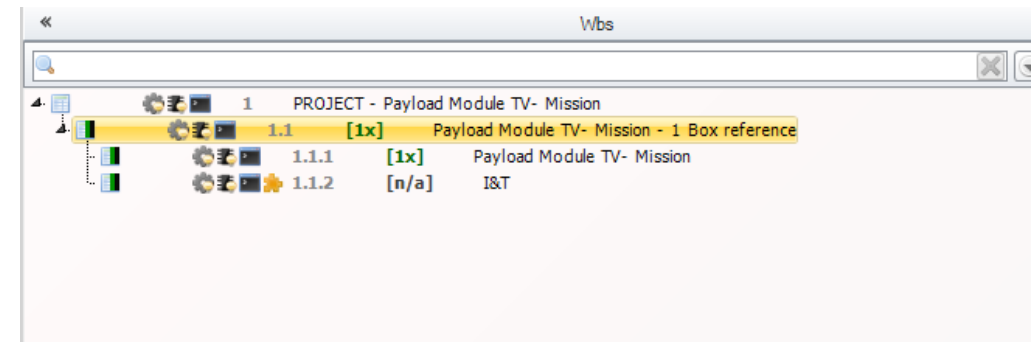 Wbs
1 PROJECT - Payload Module TV- Mission
1.1 [1x] Payload Module TV- Mission - 1 Box reference
1.1.1 [1x] Payload Module TV- Mission
1.1.2 [n/a] I&T